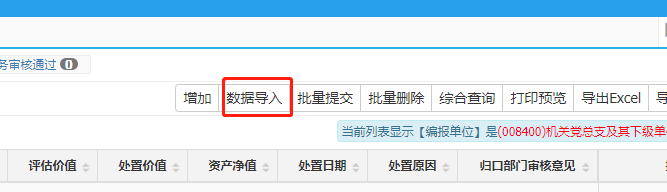 务审核通过 0
增加 数据导入 批量提交 批量删除 综合查询 打印预览 导出Excel 导
当前列表显示【编报单位】是(008400)机关党总支及其下级单
评估价值 处置价值 资产净值 处置日期 处置原因 归口部门审核意见